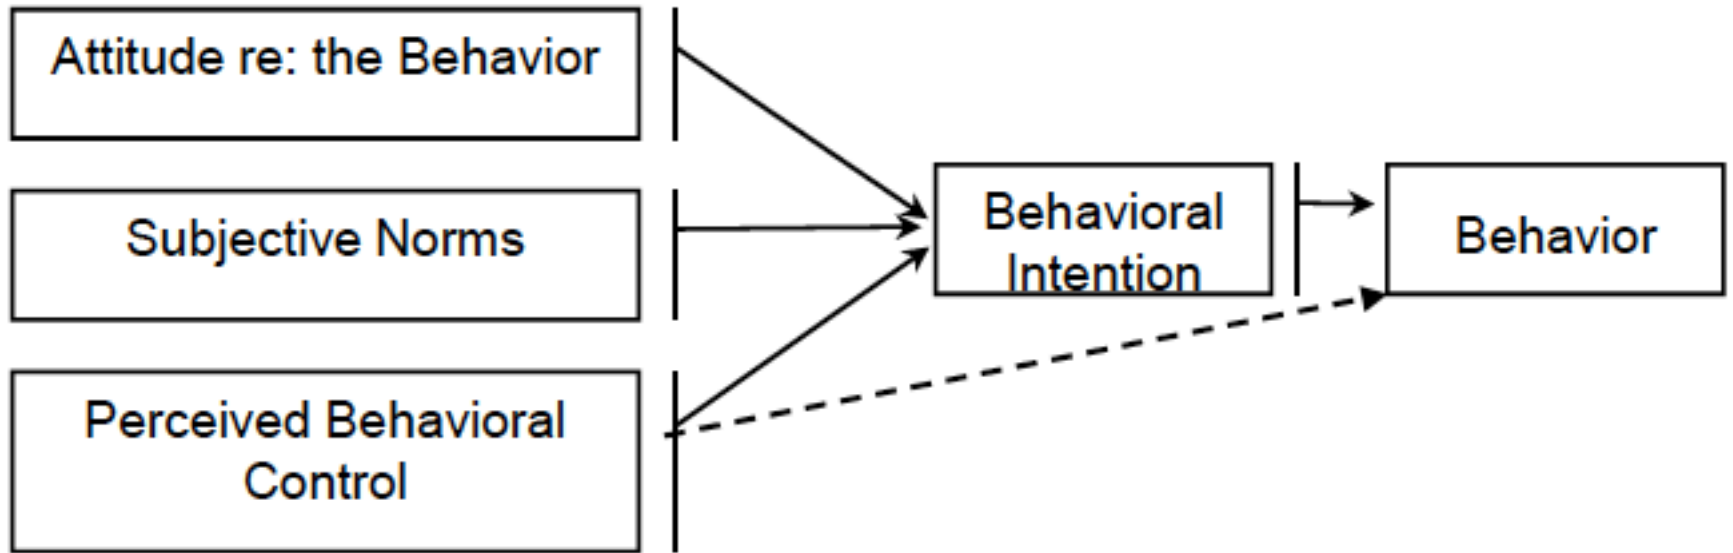 Attitude re: the Behavior
Subjective Norms
Perceived Behavioral
Control
Behavioral
Intention
Behavior